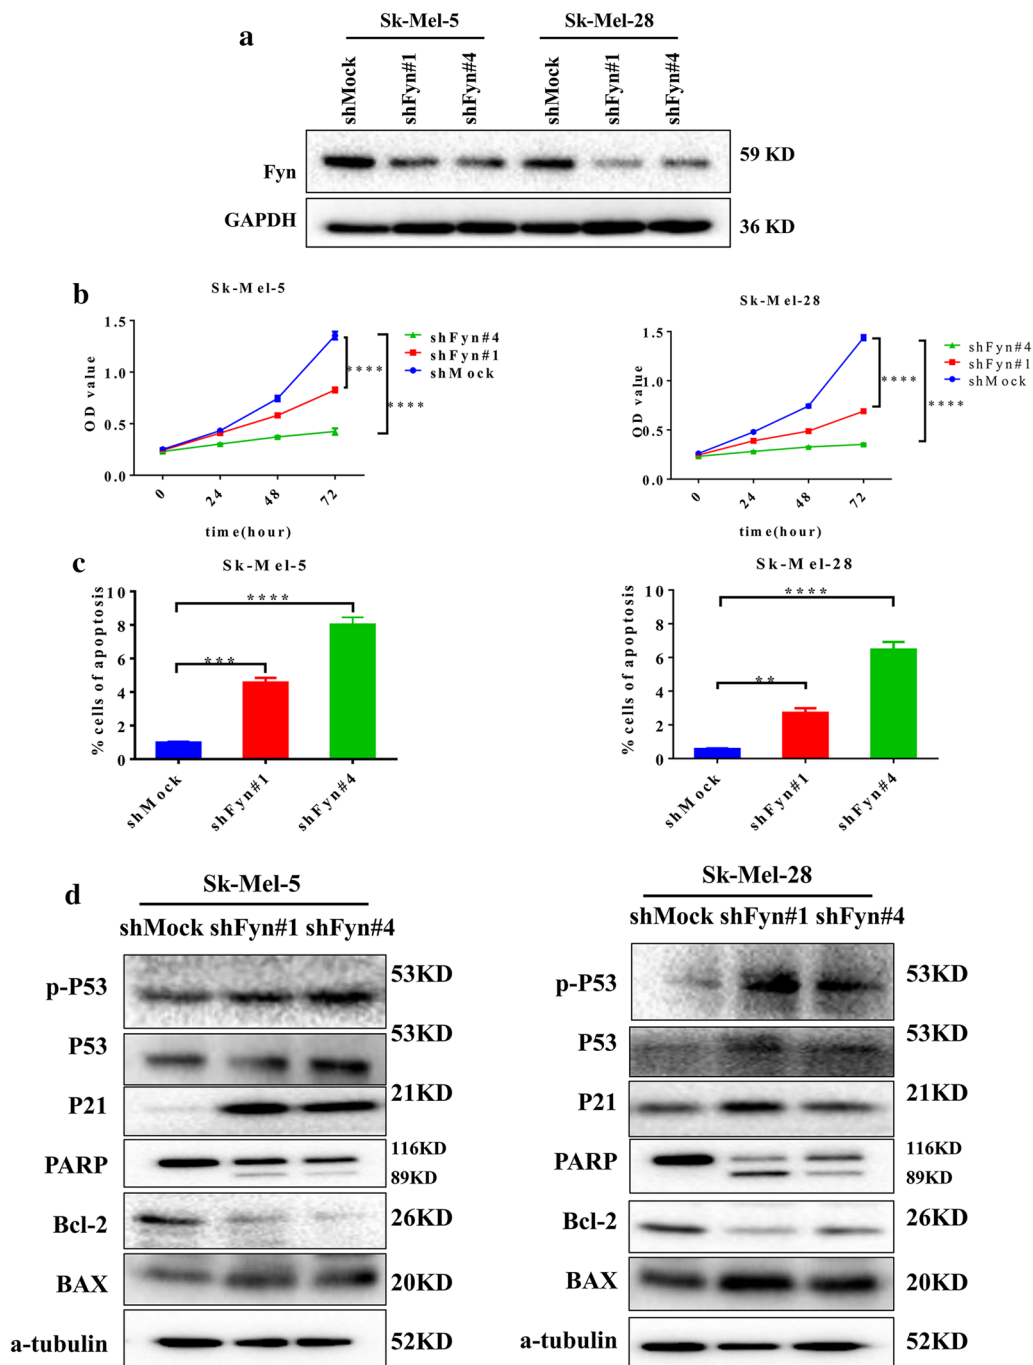 a
Sk-Mel-5 Sk-Mel-28
shMock shFyn#1 shFyn#4 shMock shFyn#1 shFyn#4
Fyn 59 KD
GAPDH 36 KD
b
Sk-Mel-5
OD value
1.5
1.0
0.5
0.0
0 24 48 72
time(hour)
shFyn#4
shFyn#1
shMock
****
****
Sk-Mel-28
OD value
1.5
1.0
0.5
0.0
0 24 48 72
time(hour)
shFyn#4
shFyn#1
shMock
****
****
c
Sk-Mel-5
% cells of apoptosis
10
8
6
4
2
0
****
***
shMock shFyn#1 shFyn#4
Sk-Mel-28
% cells of apoptosis
10
8
6
4
2
0
****
**
shMock shFyn#1 shFyn#4
d
Sk-Mel-5
shMock shFyn#1 shFyn#4
p-P53 53KD
P53 53KD
P21 21KD
PARP 116KD
89KD
Bcl-2 26KD
BAX 20KD
a-tubulin 52KD
Sk-Mel-28
shMock shFyn#1 shFyn#4
p-P53 53KD
P53 53KD
P21 21KD
PARP 116KD
89KD
Bcl-2 26KD
BAX 20KD
a-tubulin 52KD